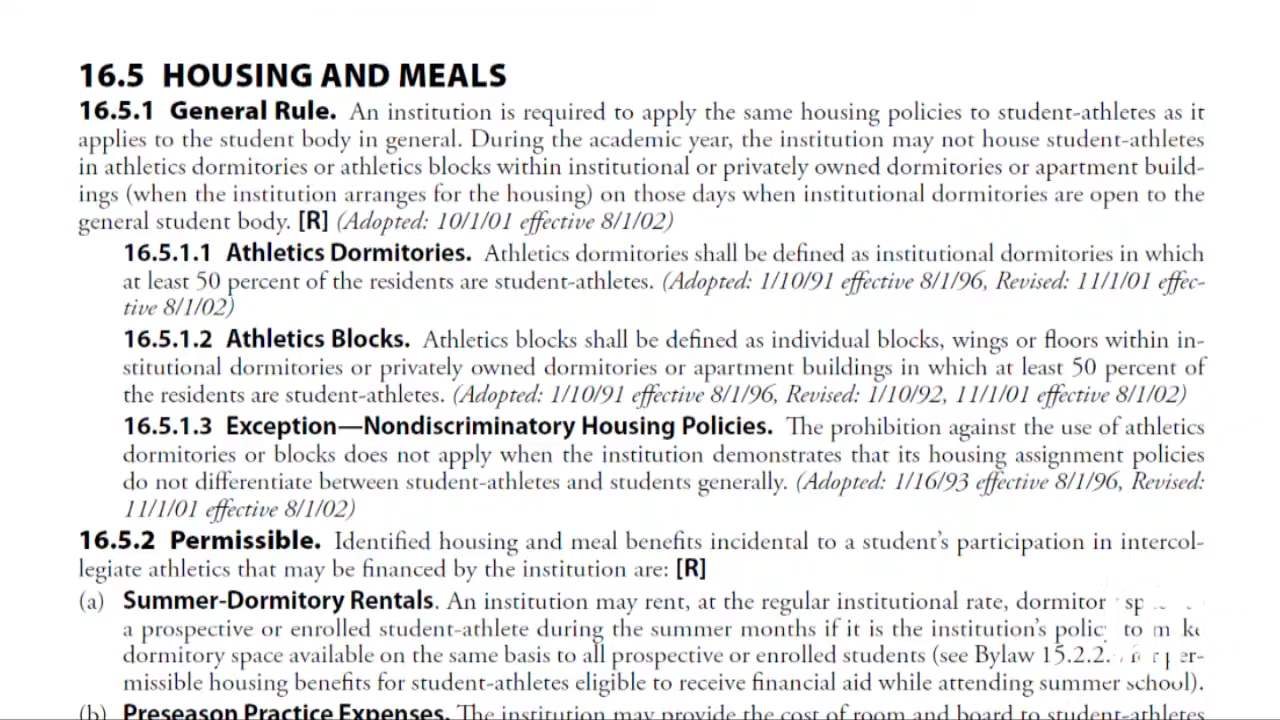 16.5 HOUSING AND MEALS
16.5.1 General Rule. An institution is required to apply the same housing policies to student-athletes as it
applies to the student body in general. During the academic year, the institution may not house student-athletes
in athletics dormitories or athletics blocks within institutional or privately owned dormitories or apartment build-
ings (when the institution arranges for the housing) on those days when institutional dormitories are open to the
general student body. [R] (Adopted: 10/1/01 effective 8/1/02)
16.5.1.1 Athletics Dormitories. Athletics dormitories shall be defined as institutional dormitories in which
at least 50 percent of the residents are student-athletes. (Adopted: 1/10/91 effective 8/1/96, Revised: 11/1/01 effec-
tive 8/1/02)
16.5.1.2 Athletics Blocks. Athletics blocks shall be defined as individual blocks, wings or floors within in-
stitutional dormitories or privately owned dormitories or apartment buildings in which at least 50 percent of
the residents are student-athletes. (Adopted: 1/10/91 effective 8/1/96, Revised: 1/10/92, 11/1/01 effective 8/1/02)
16.5.1.3 Exception—Nondiscriminatory Housing Policies. The prohibition against the use of athletics
dormitories or blocks does not apply when the institution demonstrates that its housing assignment policies
do not differentiate between student-athletes and students generally. (Adopted: 1/16/93 effective 8/1/96, Revised:
11/1/01 effective 8/1/02)
16.5.2 Permissible. Identified housing and meal benefits incidental to a student's participation in intercol-
legiate athletics that may be financed by the institution are: [R]
(a) Summer-Dormitory Rentals. An institution may rent, at the regular institutional rate,
a prospective or enrolled student-athlete during the summer months if it is the institution's to
dormitory space available on the same basis to all prospective or enrolled students (see Bylaw
missible housing benefits for student-athletes eligible to receive financial aid while attending summer school).
(b) Preseason Practice Expenses. The institution may provide the cost of room and board to student-athletes